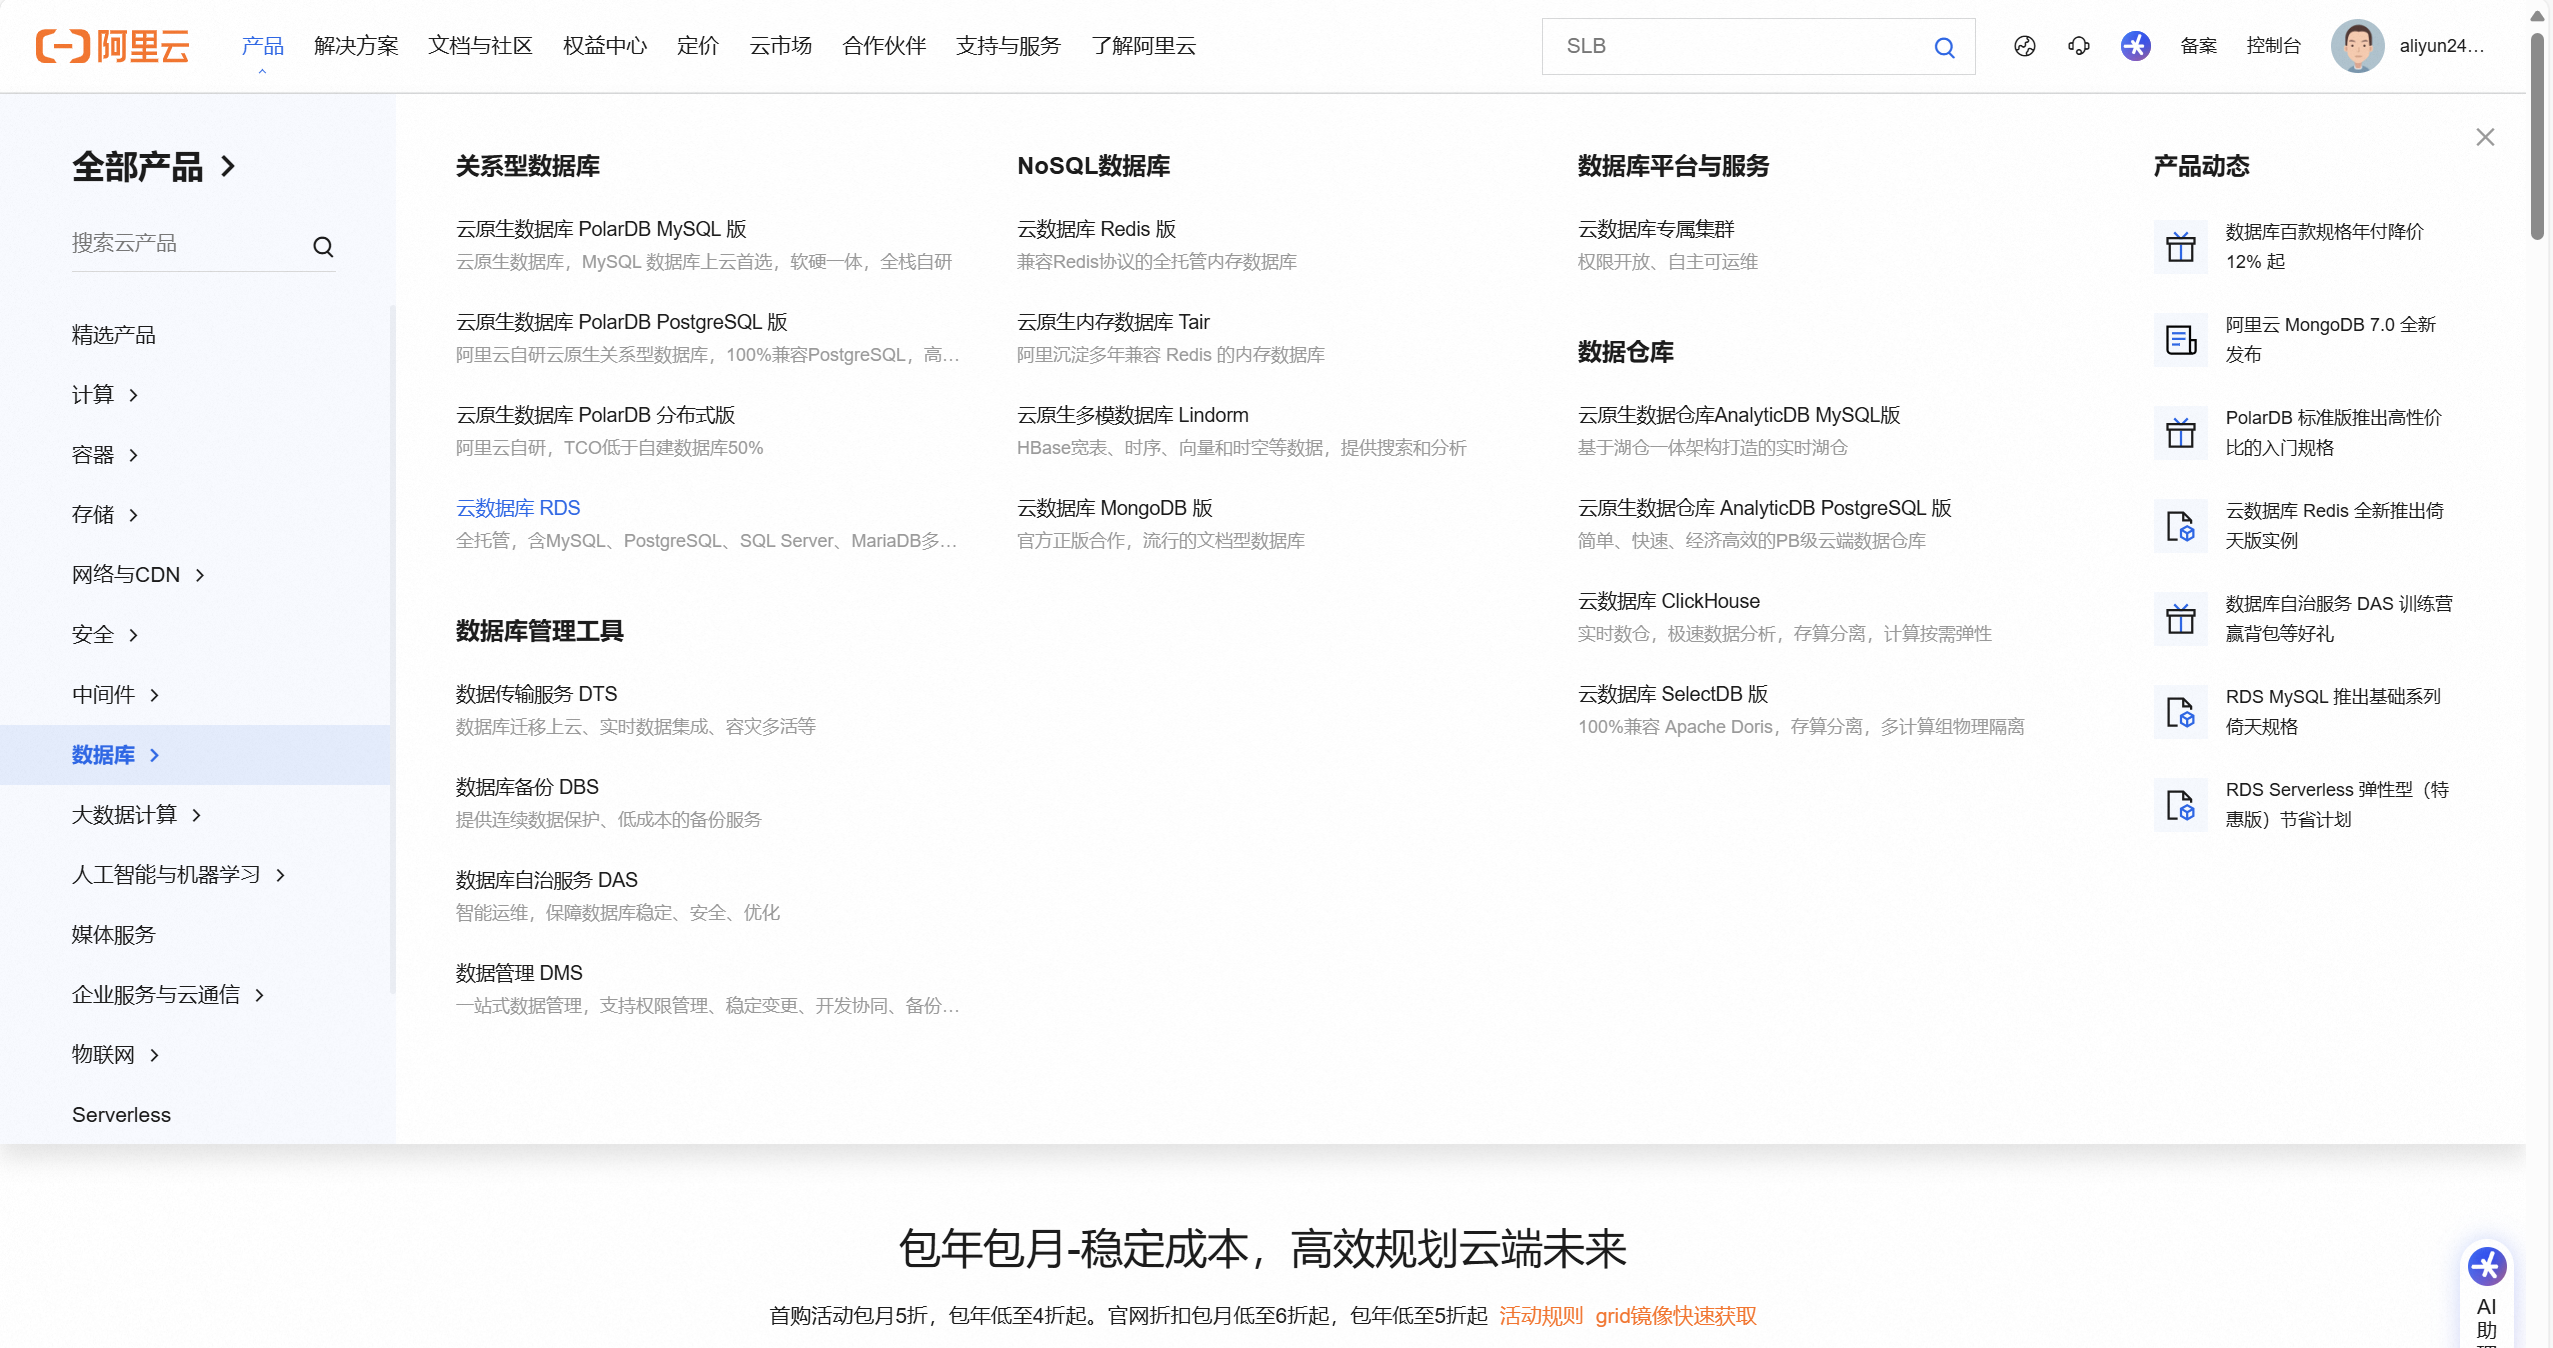 阿里云
产品
解决方案
文档与社区
权益中心
定价
云市场
合作伙伴
支持与服务
了解阿里云
SLB
备案
控制台
aliyun24...
全部产品
搜索云产品
精选产品
计算
容器
存储
网络与CDN
安全
中间件
数据库
大数据计算
人工智能与机器学习
媒体服务
企业服务与云通信
物联网
Serverless
关系型数据库
云原生数据库 PolarDB MySQL 版
云原生数据库，MySQL 数据库上云首选，软硬一体，全栈自研
云原生数据库 PolarDB PostgreSQL 版
阿里云自研云原生关系型数据库，100%兼容PostgreSQL，高...
云原生数据库 PolarDB 分布式版
阿里云自研，TCO低于自建数据库50%
云数据库 RDS
全托管，含MySQL、PostgreSQL、SQL Server、MariaDB多...
数据库管理工具
数据传输服务 DTS
数据库迁移上云、实时数据集成、容灾多活等
数据库备份 DBS
提供连续数据保护、低成本的备份服务
数据库自治服务 DAS
智能运维，保障数据库稳定、安全、优化
数据管理 DMS
一站式数据管理，支持权限管理、稳定变更、开发协同、备份...
NoSQL数据库
云数据库 Redis 版
兼容Redis协议的全托管内存数据库
云原生内存数据库 Tair
阿里沉淀多年兼容 Redis 的内存数据库
云原生多模数据库 Lindorm
HBase宽表、时序、向量和时空等数据，提供搜索和分析
云数据库 MongoDB 版
官方正版合作，流行的文档型数据库
数据库平台与服务
云数据库专属集群
权限开放、自主可运维
数据仓库
云原生数据仓库AnalyticDB MySQL版
基于湖仓一体架构打造的实时湖仓
云原生数据仓库 AnalyticDB PostgreSQL 版
简单、快速、经济高效的PB级云端数据仓库
云数据库 ClickHouse
实时数仓，极速数据分析，存算分离，计算按需弹性
云数据库 SelectDB 版
100%兼容 Apache Doris，存算分离，多计算组物理隔离
产品动态
数据库百款规格年付降价
12% 起
阿里云 MongoDB 7.0 全新
发布
PolarDB 标准版推出高性价
比的入门规格
云数据库 Redis 全新推出倚
天版实例
数据库自治服务 DAS 训练营
赢背包等好礼
RDS MySQL 推出基础系列
倚天规格
RDS Serverless 弹性型（特
惠版）节省计划
包年包月-稳定成本，高效规划云端未来
首购活动包月5折，包年低至4折起。官网折扣包月低至6折起，包年低至5折起 活动规则 grid镜像快速获取
AI
助